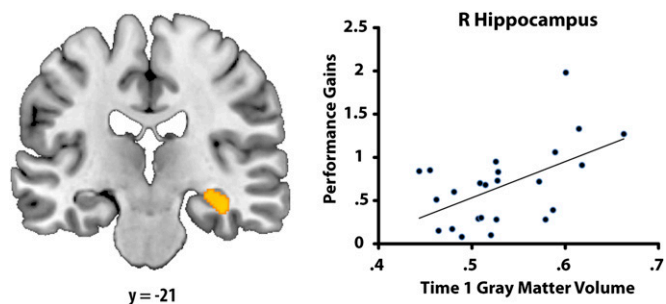 R Hippocampus
Performance Gains
2.5
2
1.5
1
.5
0
.4 .5 .6 .7
Time 1 Gray Matter Volume
y = -21